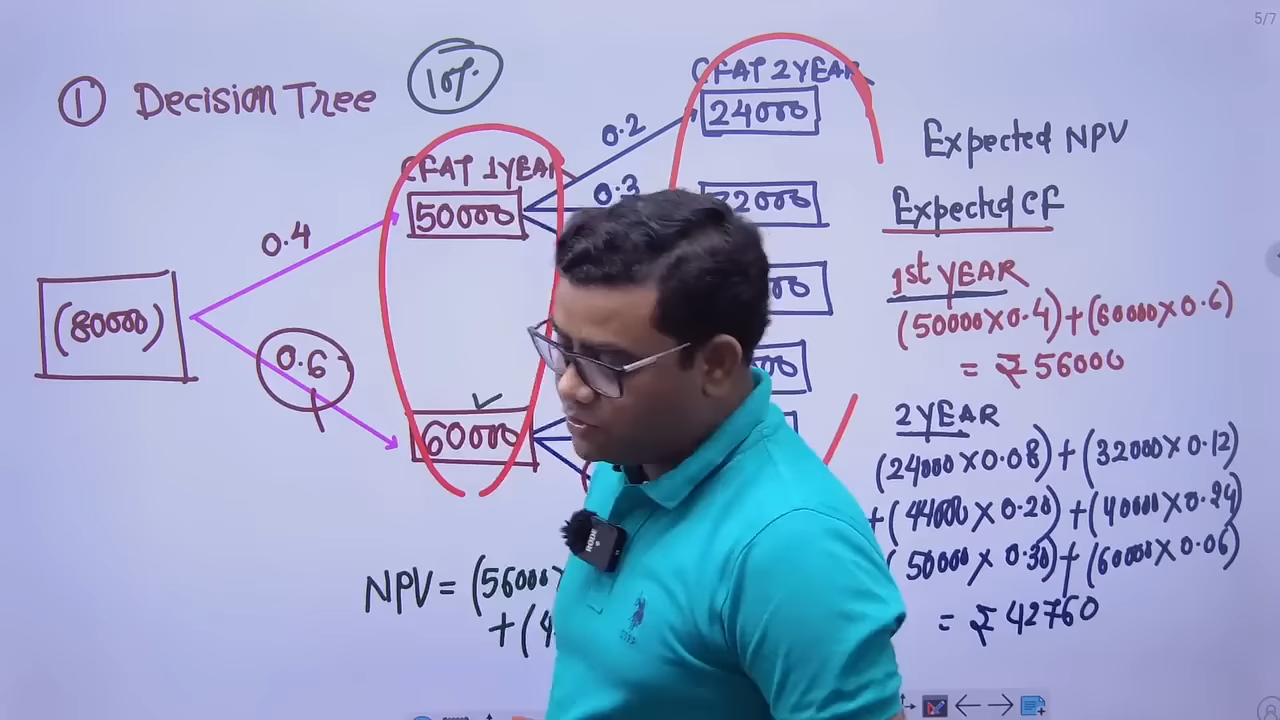 5/7
① Decision Tree
10%
CFAT 1YEAR
CFAT 2YEAR
0.2
24000
0.3
50000
0.4
(80000)
0.6
60000
Expected NPV
Expected CF
1st YEAR
(50000×0.4)+(60000×0.6)
= ₹56000
2YEAR
(24000×0.08)+(32000×0.12)
+(44000×0.20)+(40000×0.24)
(50000×0.30)+(60000×0.06)
= ₹42760
NPV = (56000
+(4
RODE